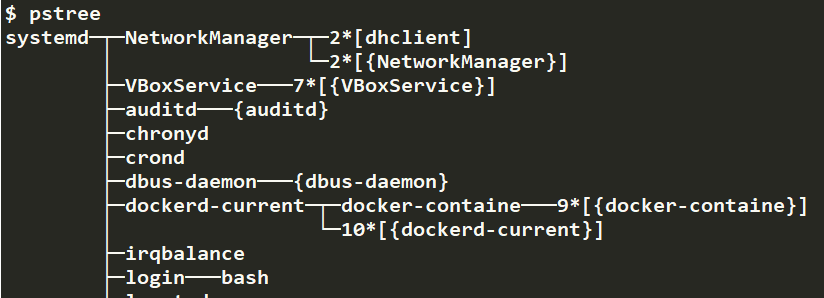 $ pstree
systemd─┬─NetworkManager─┬─2*[dhclient]
        │                └─2*[{NetworkManager}]
        ├─VBoxService───7*[{VBoxService}]
        ├─auditd───{auditd}
        ├─chronyd
        ├─crond
        ├─dbus-daemon───{dbus-daemon}
        ├─dockerd-current─┬─docker-containe───9*[{docker-containe}]
        │                 └─10*[{dockerd-current}]
        ├─irqbalance
        ├─login───bash